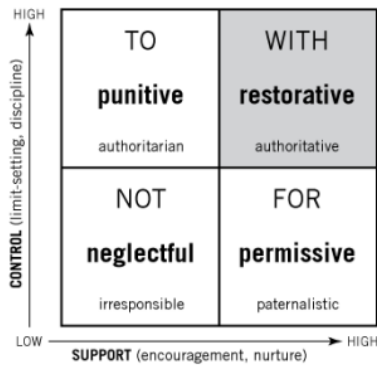 HIGH
TO
punitive
authoritarian
WITH
restorative
authoritative
NOT
neglectful
irresponsible
FOR
permissive
paternalistic
CONTROL (limit-setting, discipline)
LOW
HIGH
SUPPORT (encouragement, nurture)